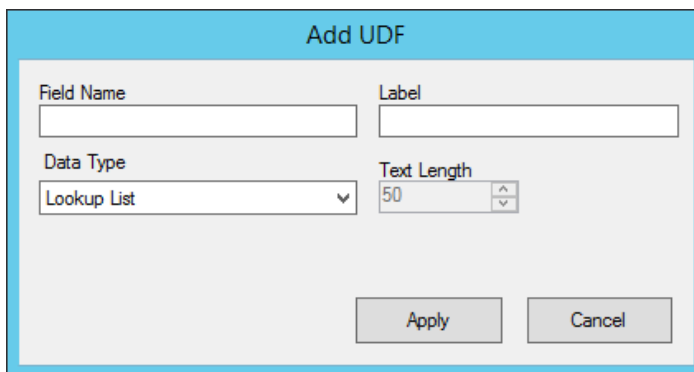 Add UDF
Field Name Label
Data Type Text Length
Lookup List 50
Apply Cancel